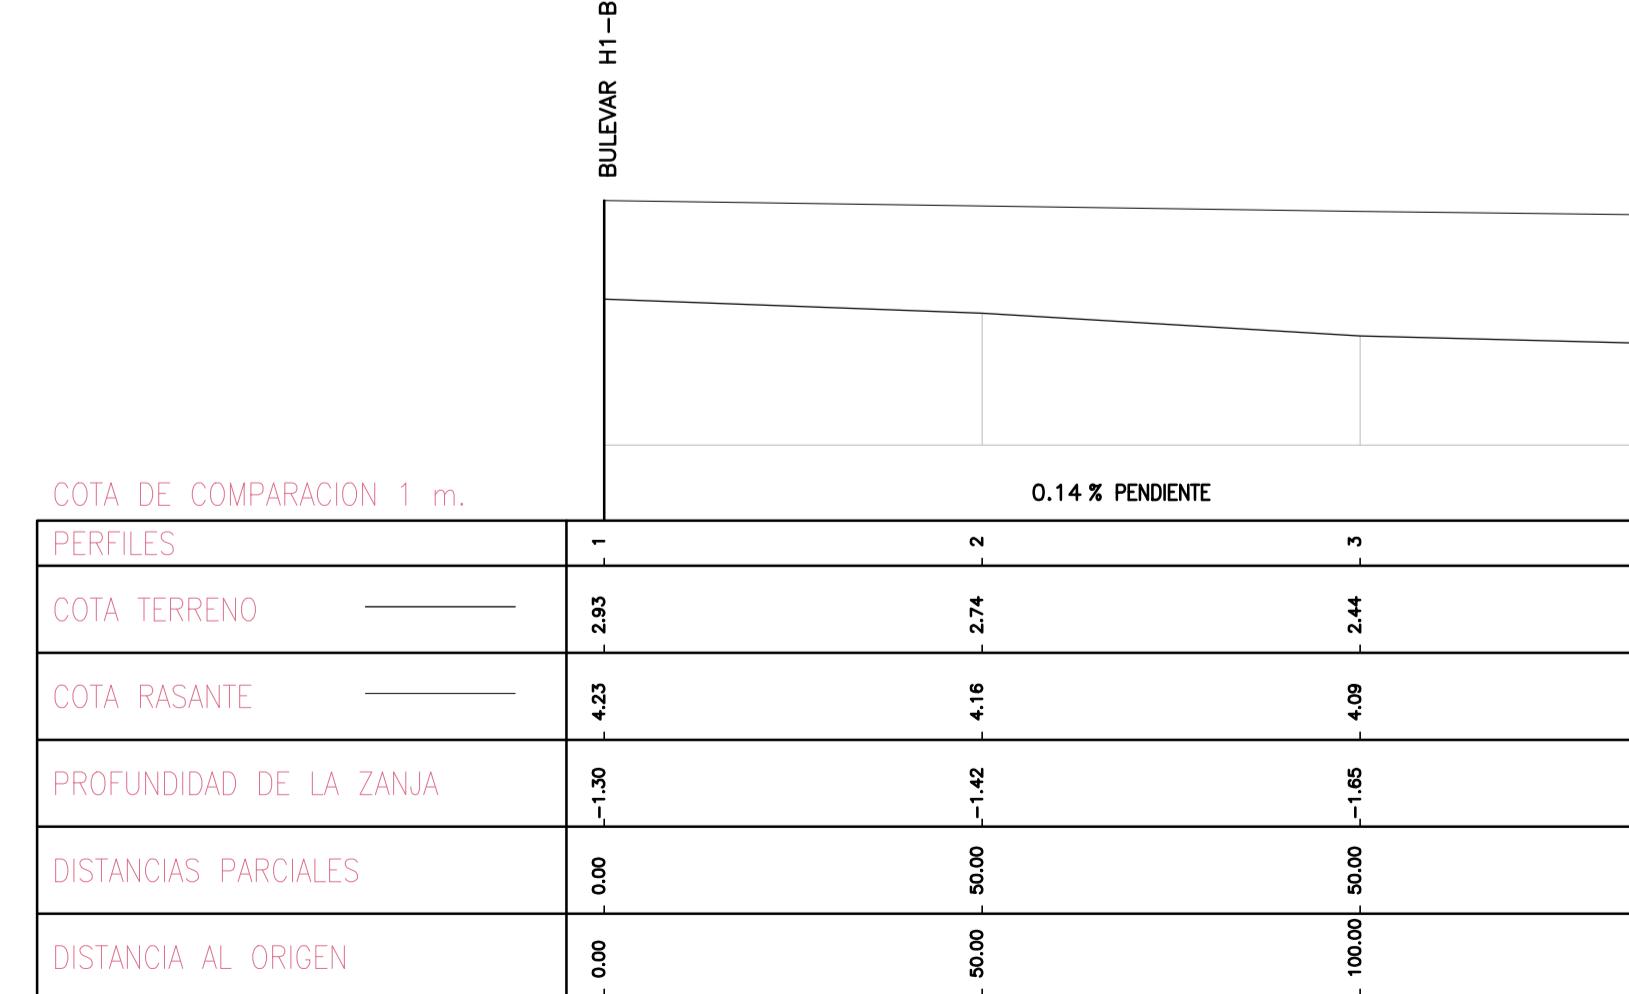 BULEVAR H1-B
COTA DE COMPARACION 1 m.
0.14 % PENDIENTE
PERFILES 1 2 3
COTA TERRENO 2.93 2.74 2.44
COTA RASANTE 4.23 4.16 4.09
PROFUNDIDAD DE LA ZANJA -1.30 -1.42 -1.65
DISTANCIAS PARCIALES 0.00 50.00 50.00
DISTANCIA AL ORIGEN 0.00 50.00 100.00